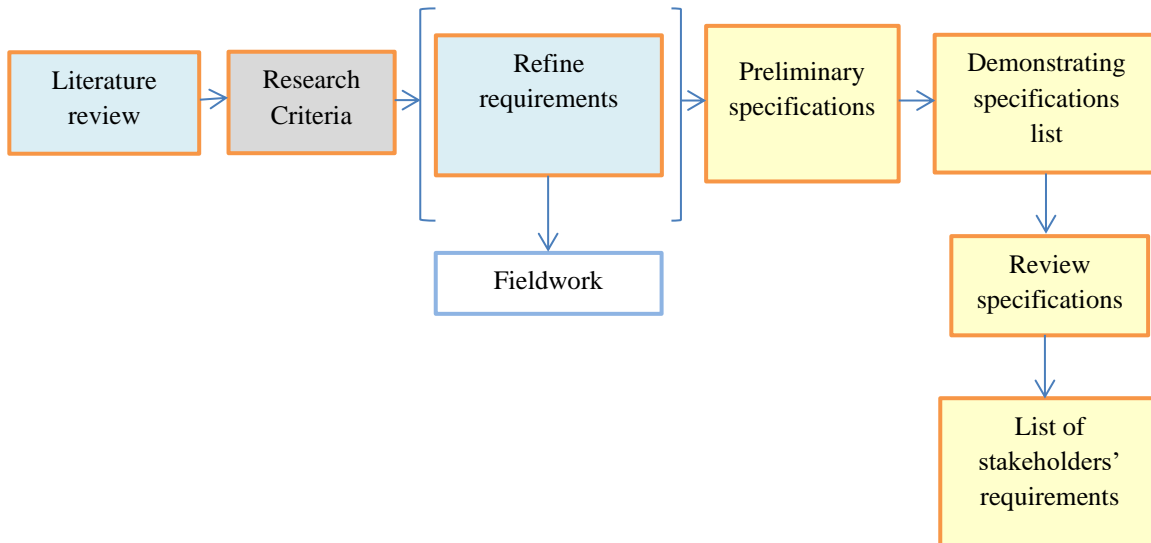 Literature
review
Research
Criteria
Refine
requirements
Preliminary
specifications
Demonstrating
specifications
list
Fieldwork
Review
specifications
List of
stakeholders’
requirements